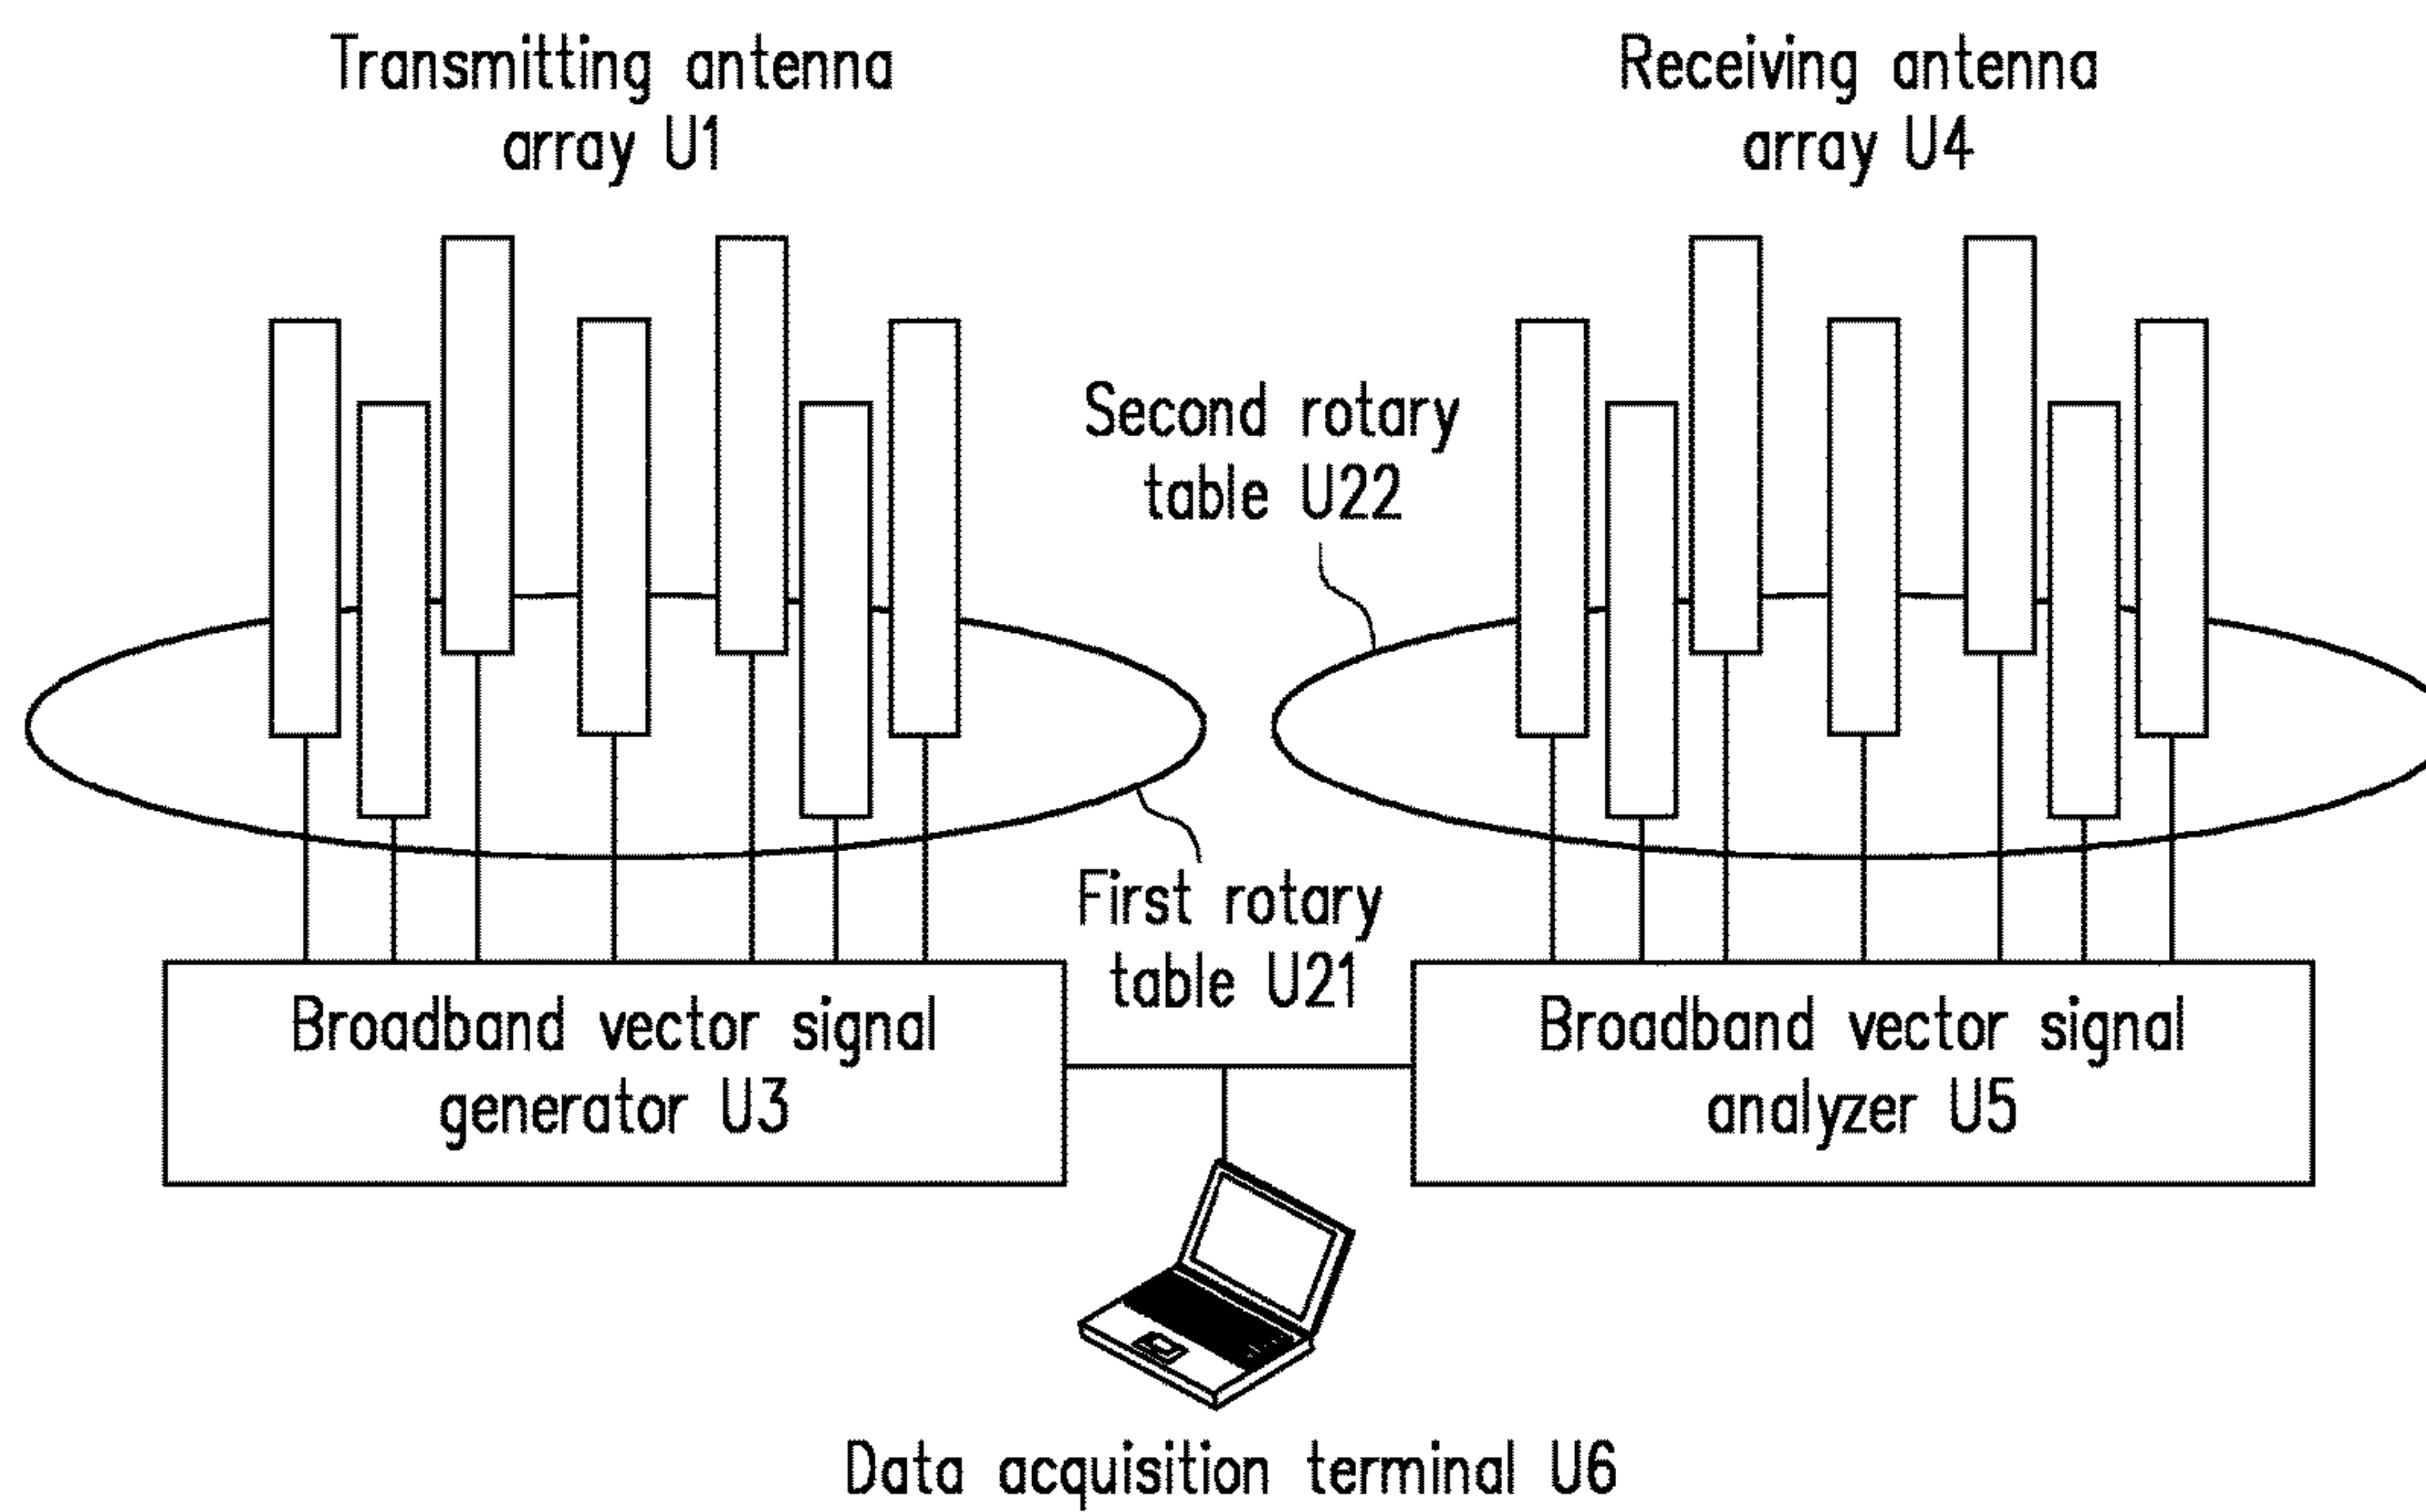 Transmitting antenna
array U1
Receiving antenna
array U4
Second rotary
table U22
First rotary
table U21
Broadband vector signal
generator U3
Broadband vector signal
analyzer U5
Data acquisition terminal U6